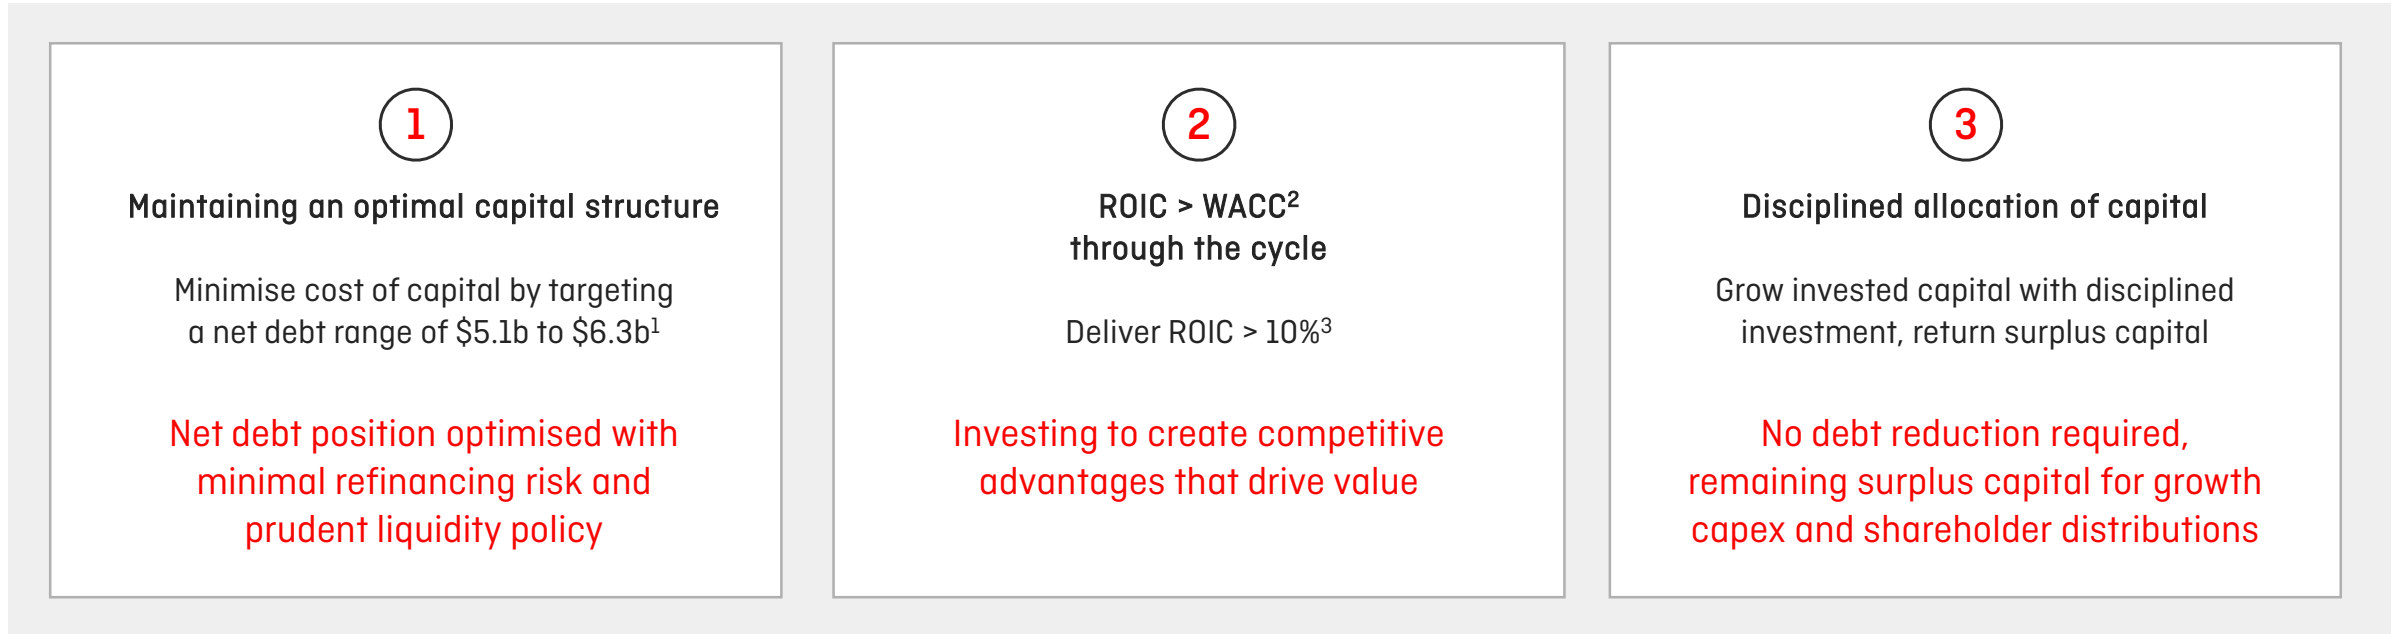 1
Maintaining an optimal capital structure
Minimise cost of capital by targeting
a net debt range of $5.1b to $6.3b¹
Net debt position optimised with
minimal refinancing risk and
prudent liquidity policy
2
ROIC > WACC²
through the cycle
Deliver ROIC > 10%³
Investing to create competitive
advantages that drive value
3
Disciplined allocation of capital
Grow invested capital with disciplined
investment, return surplus capital
No debt reduction required,
remaining surplus capital for growth
capex and shareholder distributions